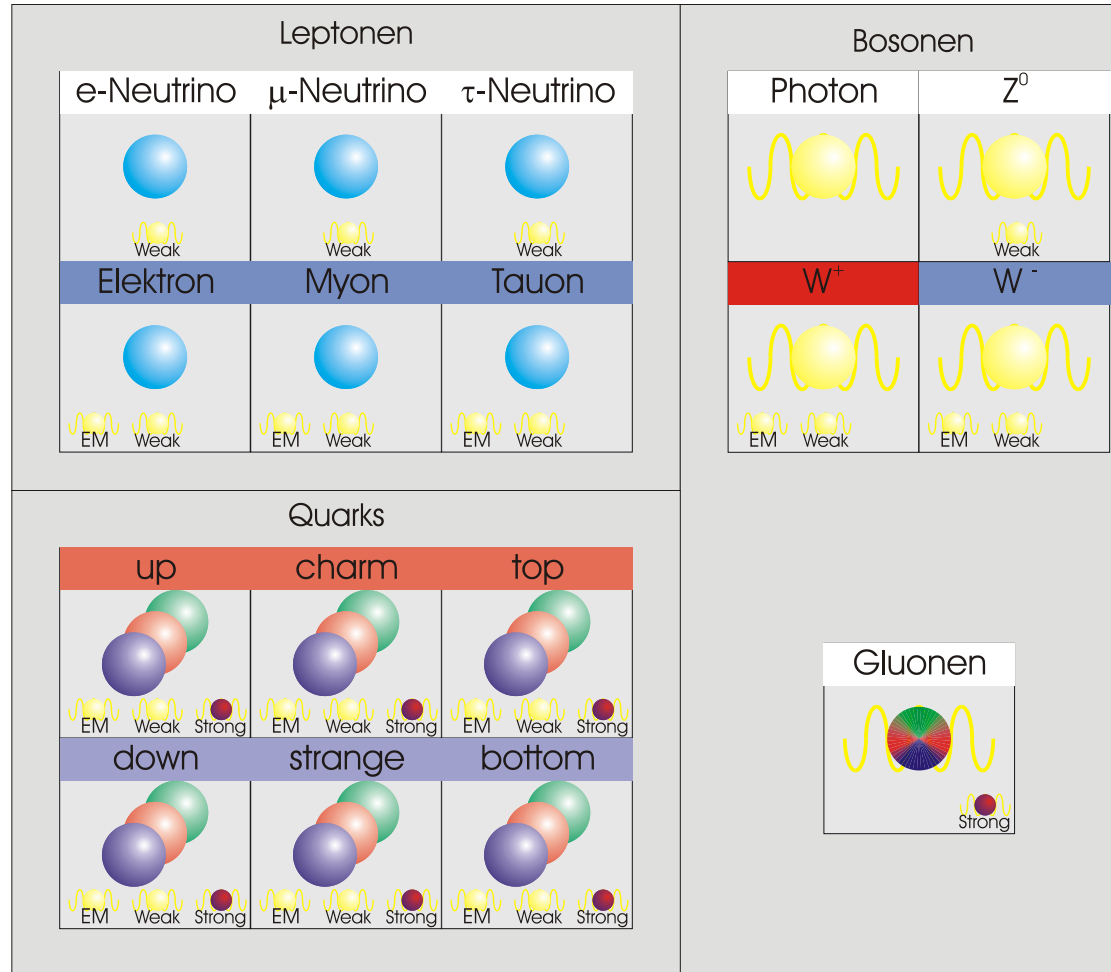 Leptonen
e-Neutrino μ-Neutrino τ-Neutrino
Weak Weak Weak
Elektron Myon Tauon
EM Weak EM Weak EM Weak
Bosonen
Photon Z⁰
Weak
W⁺ W⁻
EM Weak EM Weak
Quarks
up charm top
EM Weak Strong EM Weak Strong EM Weak Strong
down strange bottom
EM Weak Strong EM Weak Strong EM Weak Strong
Gluonen
Strong